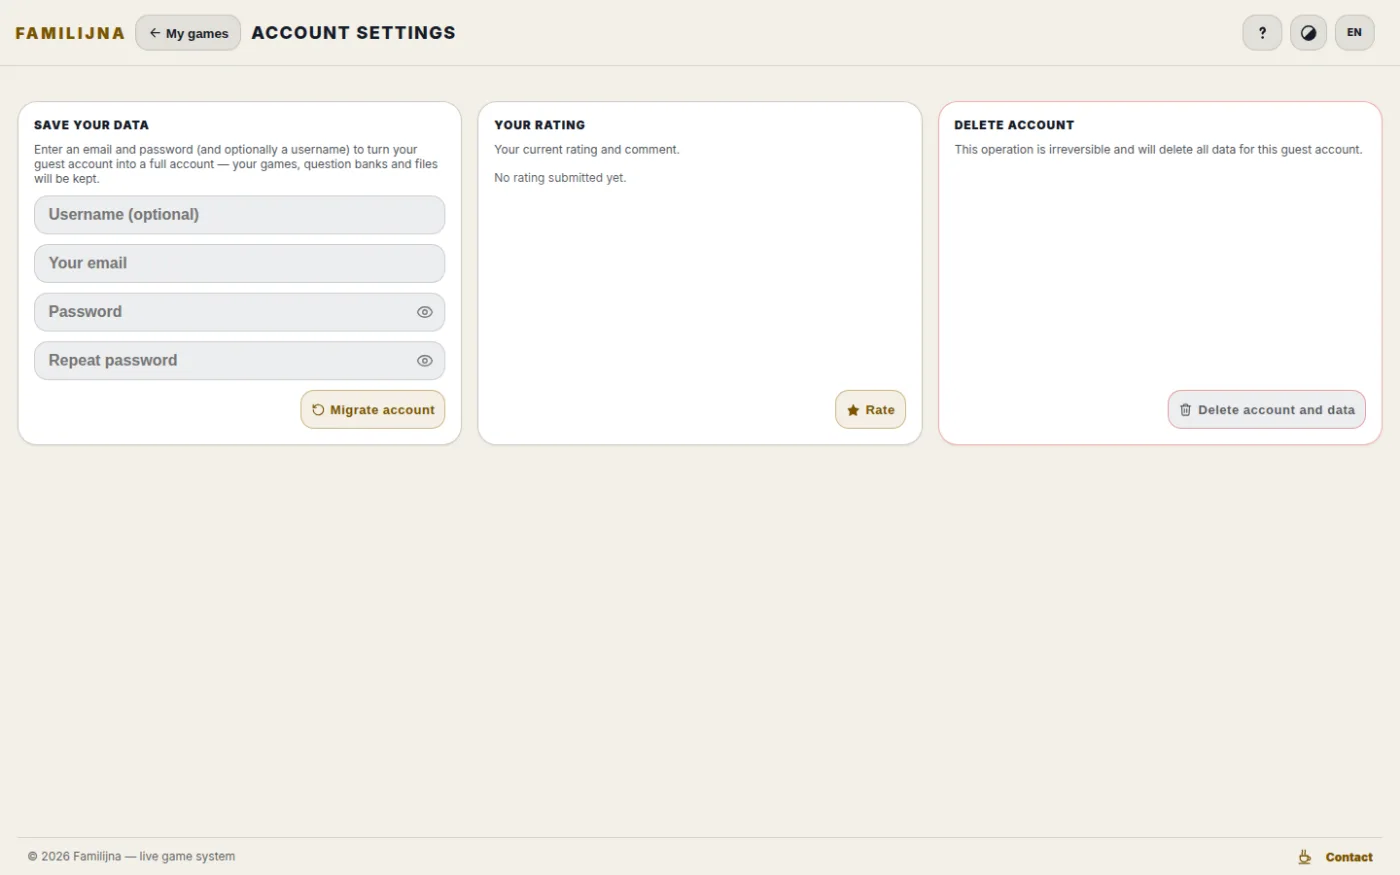 FAMILIJNA
← My games
ACCOUNT SETTINGS
?
EN
SAVE YOUR DATA
Enter an email and password (and optionally a username) to turn your
guest account into a full account — your games, question banks and files
will be kept.
Username (optional)
Your email
Password
Repeat password
Migrate account
YOUR RATING
Your current rating and comment.
No rating submitted yet.
Rate
DELETE ACCOUNT
This operation is irreversible and will delete all data for this guest account.
Delete account and data
© 2026 Familijna — live game system
Contact